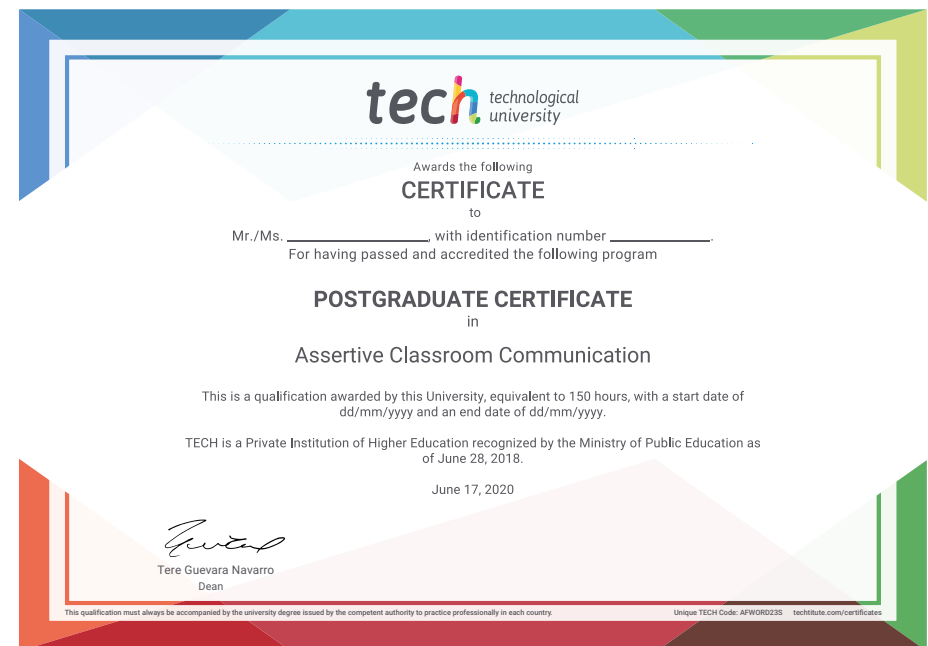 tech technological
university
Awards the following
CERTIFICATE
to
Mr./Ms. ____________________, with identification number ______________.
For having passed and accredited the following program
POSTGRADUATE CERTIFICATE
in
Assertive Classroom Communication
This is a qualification awarded by this University, equivalent to 150 hours, with a start date of
dd/mm/yyyy and an end date of dd/mm/yyyy.
TECH is a Private Institution of Higher Education recognized by the Ministry of Public Education as
of June 28, 2018.
June 17, 2020
Tere Guevara Navarro
Dean
This qualification must always be accompanied by the university degree issued by the competent authority to practice professionally in each country. Unique TECH Code: AFWORD23S techtitute.com/certificates